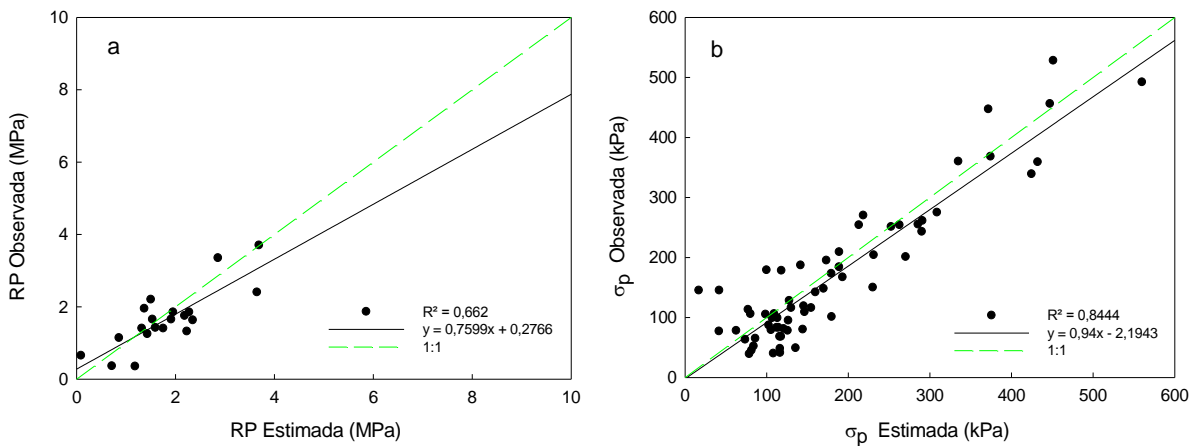 a
10
8
6
4
2
0
RP Observada (MPa)
0 2 4 6 8 10
RP Estimada (MPa)
R² = 0,662
y = 0,7599x + 0,2766
1:1
b
600
500
400
300
200
100
0
σp Observada (kPa)
0 100 200 300 400 500 600
σp Estimada (kPa)
R² = 0,8444
y = 0,94x - 2,1943
1:1